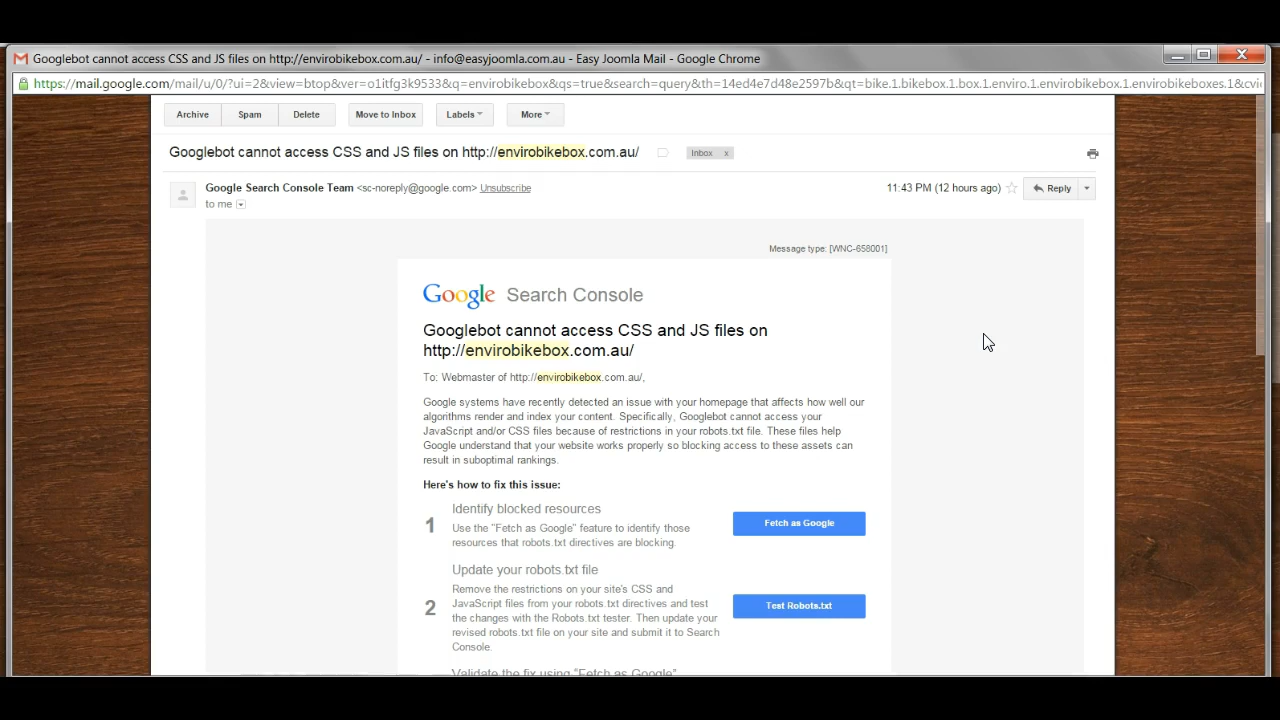 Googlebot cannot access CSS and JS files on http://envirobikebox.com.au/ - info@easyjoomla.com.au - Easy Joomla Mail - Google Chrome
https://mail.google.com/mail/u/0/?ui=2&view=btop&ver=o1itfg3k9533&q=envirobikebox&qs=true&search=query&th=14ed4e7d48e2597b&qt=bike.1.bikebox.1.box.1.enviro.1.envirobikebox.1.envirobikeboxes.1&cvi
Archive Spam Delete Move to Inbox Labels More
Googlebot cannot access CSS and JS files on http://envirobikebox.com.au/ Inbox x
Google Search Console Team <sc-noreply@google.com> Unsubscribe 11:43 PM (12 hours ago) Reply
to me
Message type: [WNC-658001]
Google Search Console
Googlebot cannot access CSS and JS files on
http://envirobikebox.com.au/
To: Webmaster of http://envirobikebox.com.au/,
Google systems have recently detected an issue with your homepage that affects how well our
algorithms render and index your content. Specifically, Googlebot cannot access your
JavaScript and/or CSS files because of restrictions in your robots.txt file. These files help
Google understand that your website works properly so blocking access to these assets can
result in suboptimal rankings.
Here's how to fix this issue:
1 Identify blocked resources
Use the "Fetch as Google" feature to identify those
resources that robots.txt directives are blocking.
Fetch as Google
2 Update your robots.txt file
Remove the restrictions on your site's CSS and
JavaScript files from your robots.txt directives and test
the changes with the Robots.txt tester. Then update your
revised robots.txt file on your site and submit it to Search
Console.
Test Robots.txt
Validate the fix using "Fetch as Google"